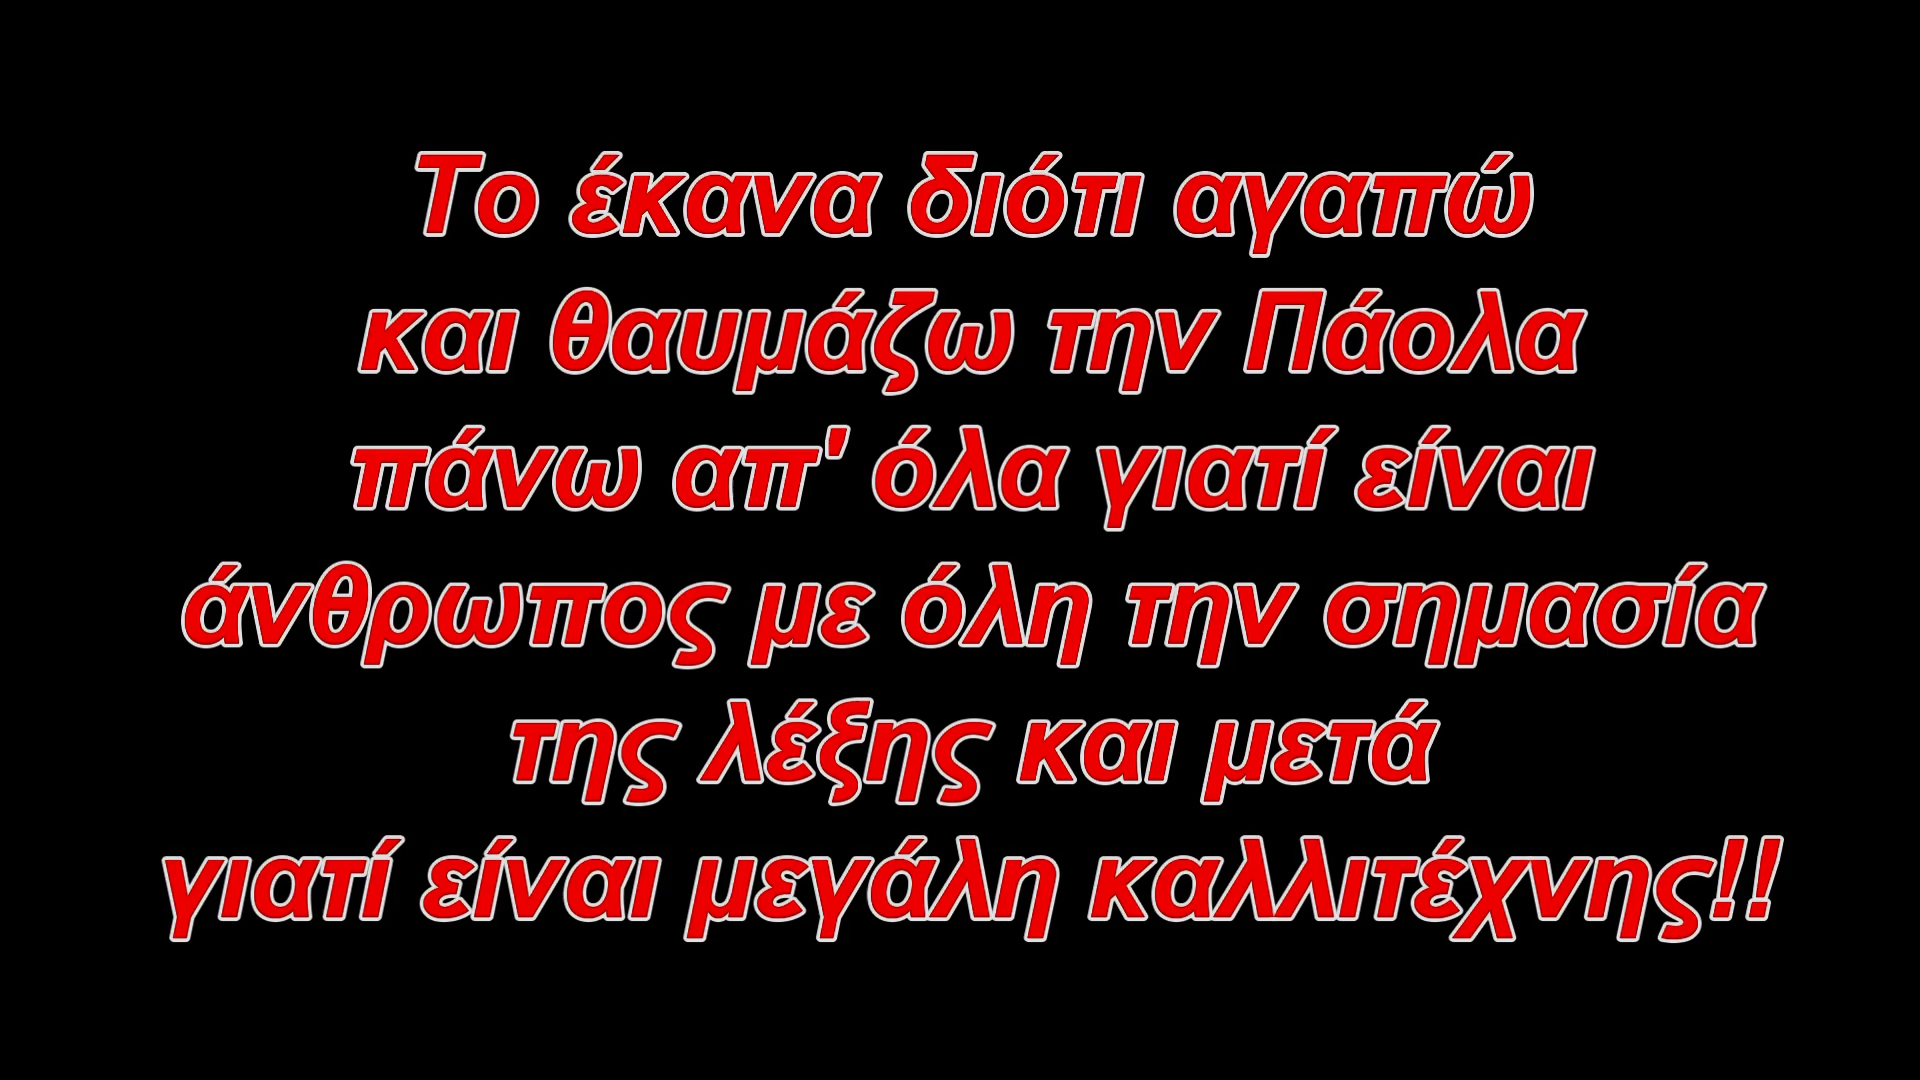 Το έκανα διότι αγαπώ
και θαυμάζω την Πάολα
πάνω απ' όλα γιατί είναι
άνθρωπος με όλη την σημασία
της λέξης και μετά
γιατί είναι μεγάλη καλλιτέχνης!!